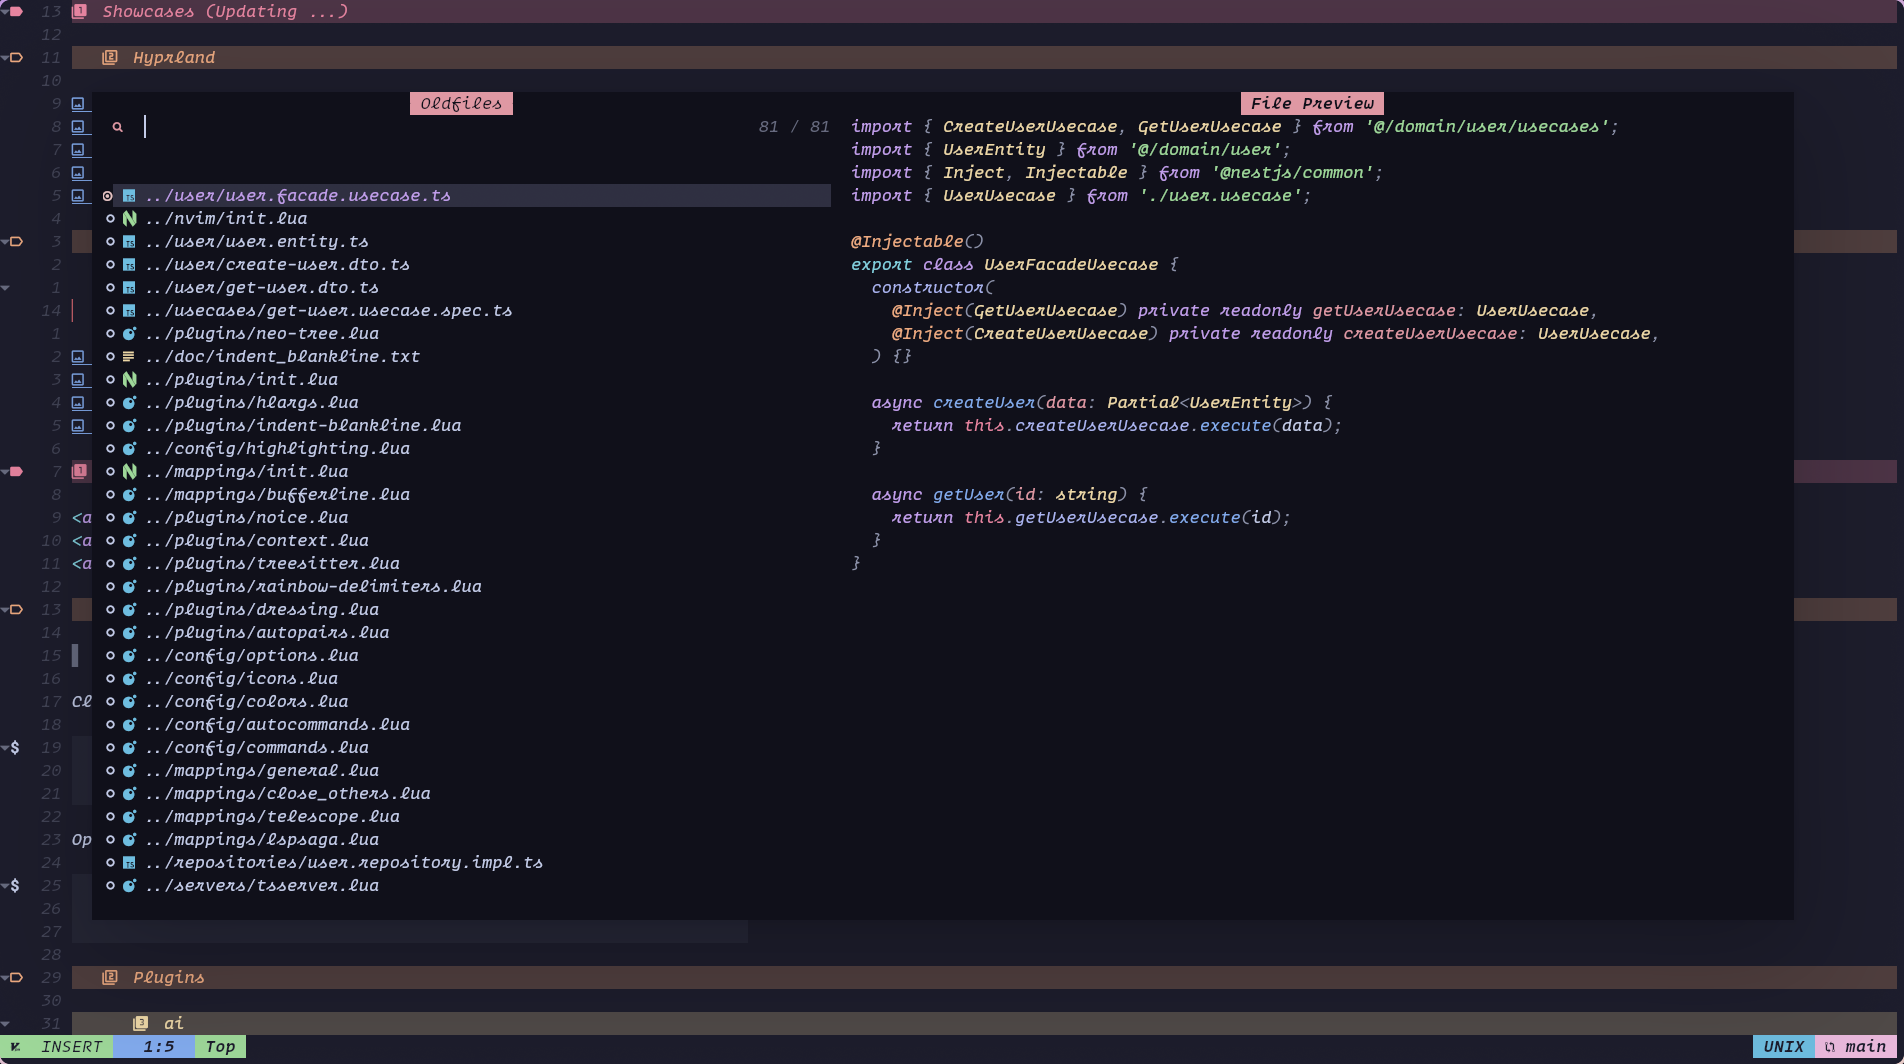 13 1 Showcases (Updating ...)
12
11 2 Hyprland
10
9
8
7
6
5
4
3
2
1
14
1
2
3
4
5
6
7 1
8
9 <a
10 <a
11 <a
12
13
14
15
16
17 Cl
18
19
20
21
22
23 Op
24
25
26
27
28
29 2 Plugins
30
31 3 ai
Oldfiles
81 / 81
../user/user.facade.usecase.ts
../nvim/init.lua
../user/user.entity.ts
../user/create-user.dto.ts
../user/get-user.dto.ts
../usecases/get-user.usecase.spec.ts
../plugins/neo-tree.lua
../doc/indent_blankline.txt
../plugins/init.lua
../plugins/hlargs.lua
../plugins/indent-blankline.lua
../config/highlighting.lua
../mappings/init.lua
../mappings/bufferline.lua
../plugins/noice.lua
../plugins/context.lua
../plugins/treesitter.lua
../plugins/rainbow-delimiters.lua
../plugins/dressing.lua
../plugins/autopairs.lua
../config/options.lua
../config/icons.lua
../config/colors.lua
../config/autocommands.lua
../config/commands.lua
../mappings/general.lua
../mappings/close_others.lua
../mappings/telescope.lua
../mappings/lspsaga.lua
../repositories/user.repository.impl.ts
../servers/tsserver.lua
File Preview
import { CreateUserUsecase, GetUserUsecase } from '@/domain/user/usecases';
import { UserEntity } from '@/domain/user';
import { Inject, Injectable } from '@nestjs/common';
import { UserUsecase } from './user.usecase';
@Injectable()
export class UserFacadeUsecase {
constructor(
@Inject(GetUserUsecase) private readonly getUserUsecase: UserUsecase,
@Inject(CreateUserUsecase) private readonly createUserUsecase: UserUsecase,
) {}
async createUser(data: Partial<UserEntity>) {
return this.createUserUsecase.execute(data);
}
async getUser(id: string) {
return this.getUserUsecase.execute(id);
}
}
INSERT 1:5 Top
UNIX main